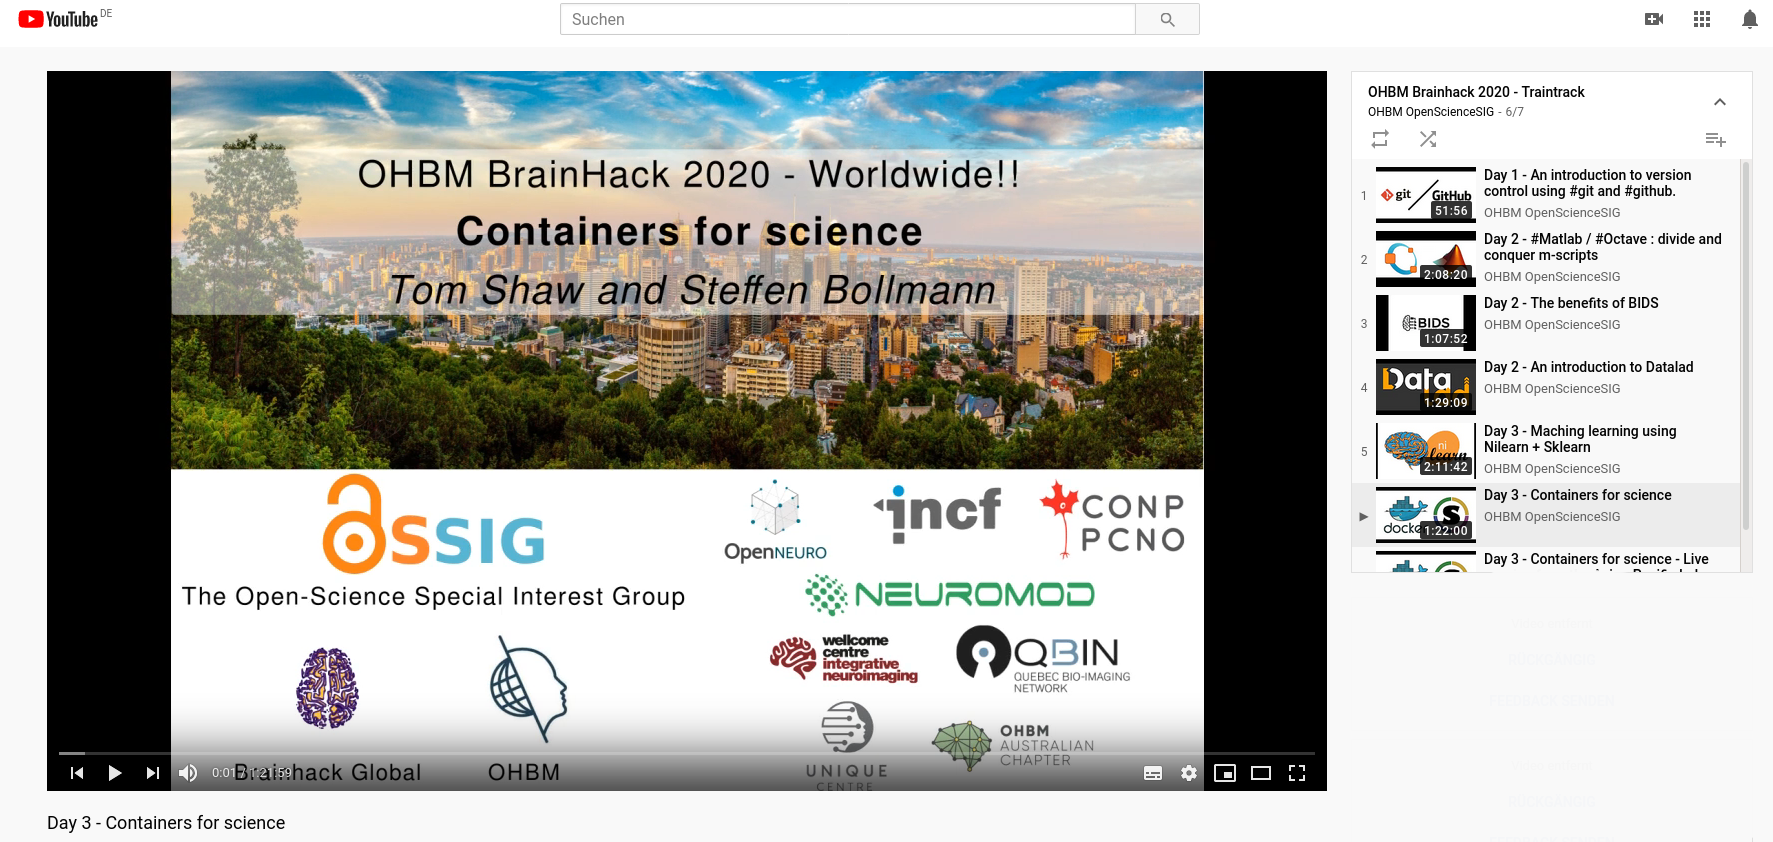 YouTube DE
Suchen
OHBM BrainHack 2020 - Worldwide!!
Containers for science
Tom Shaw and Steffen Bollmann
OSSIG
The Open-Science Special Interest Group
OpenNEURO
incf
CONP
PCNO
NEUROMOD
wellcome
centre
integrative
neuroimaging
QBIN
QUEBEC BIO-IMAGING
NETWORK
Brainhack Global
OHBM
UNIQUE
CENTRE
OHBM
AUSTRALIAN
CHAPTER
0:01 / 1:21:59
Day 3 - Containers for science
OHBM Brainhack 2020 - Traintrack
OHBM OpenScienceSIG - 6/7
1
git
GitHub
51:56
Day 1 - An introduction to version
control using #git and #github.
OHBM OpenScienceSIG
2
2:08:20
Day 2 - #Matlab / #Octave : divide and
conquer m-scripts
OHBM OpenScienceSIG
3
BIDS
1:07:52
Day 2 - The benefits of BIDS
OHBM OpenScienceSIG
4
Data
1:29:09
Day 2 - An introduction to Datalad
OHBM OpenScienceSIG
5
ni
learn
2:11:42
Day 3 - Maching learning using
Nilearn + Sklearn
OHBM OpenScienceSIG
docke
S
1:22:00
Day 3 - Containers for science
OHBM OpenScienceSIG
Day 3 - Containers for science - Live